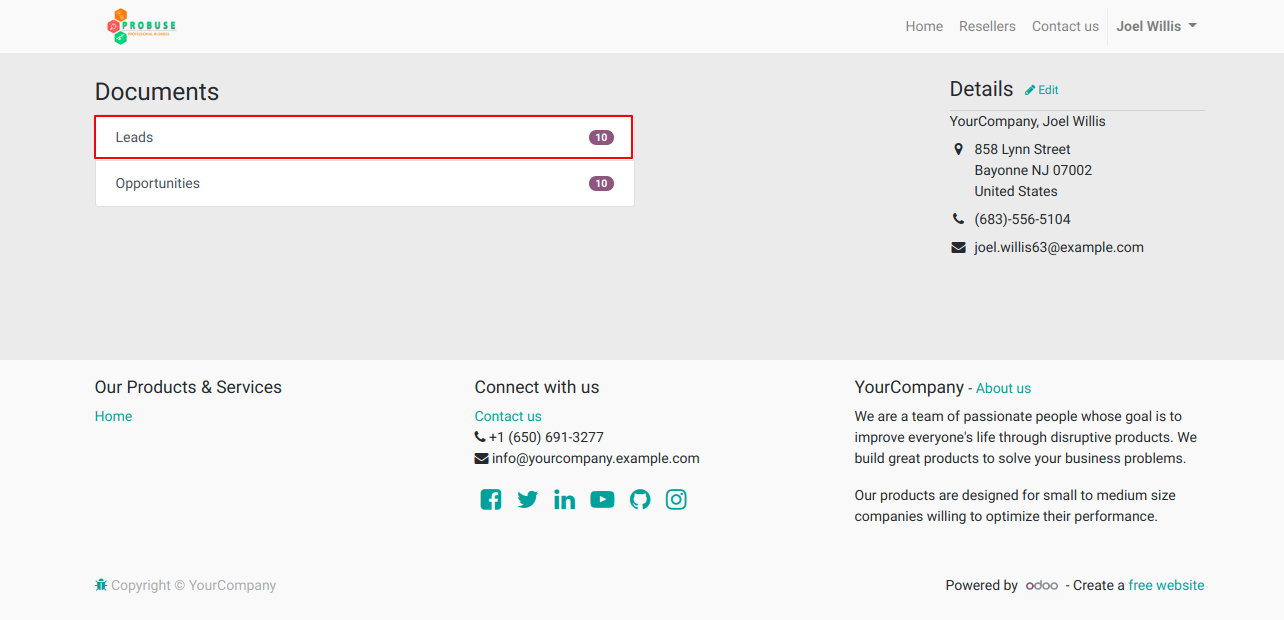 PROBUSE
Home Resellers Contact us Joel Willis
Documents
Leads 10
Opportunities 10
Details Edit
YourCompany, Joel Willis
858 Lynn Street
Bayonne NJ 07002
United States
(683)-556-5104
joel.willis63@example.com
Our Products & Services
Home
Connect with us
Contact us
+1 (650) 691-3277
info@yourcompany.example.com
YourCompany - About us
We are a team of passionate people whose goal is to
improve everyone's life through disruptive products. We
build great products to solve your business problems.
Our products are designed for small to medium size
companies willing to optimize their performance.
Copyright © YourCompany
Powered by odoo - Create a free website